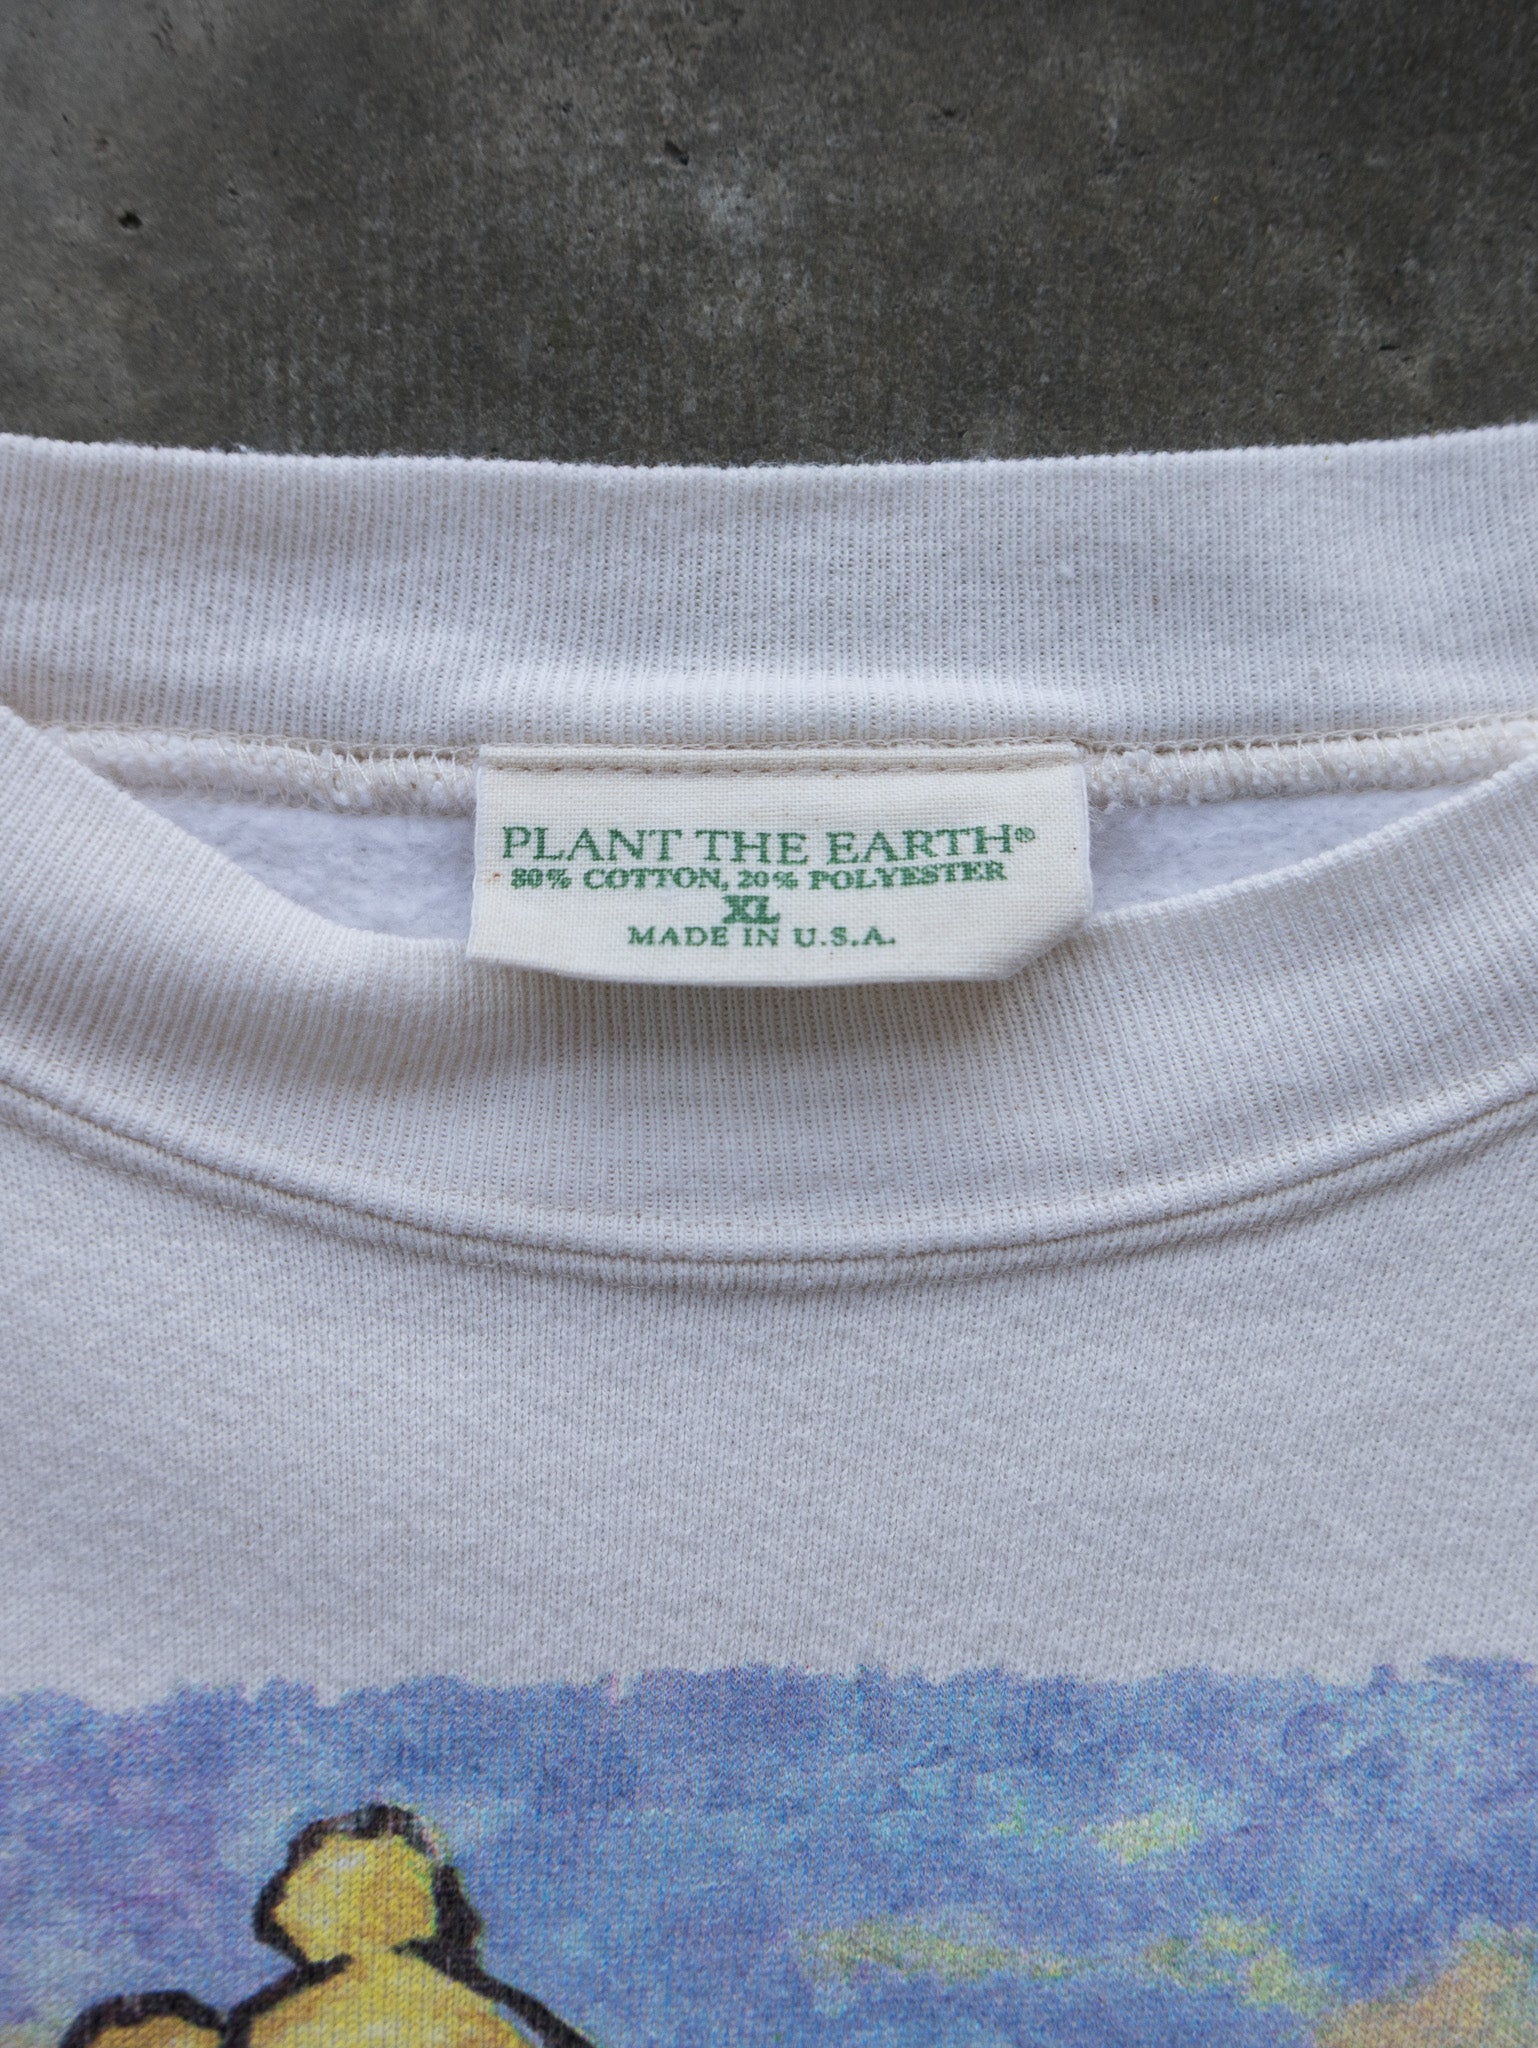 PLANT THE EARTH®
80% COTTON, 20% POLYESTER
XL
MADE IN U.S.A.